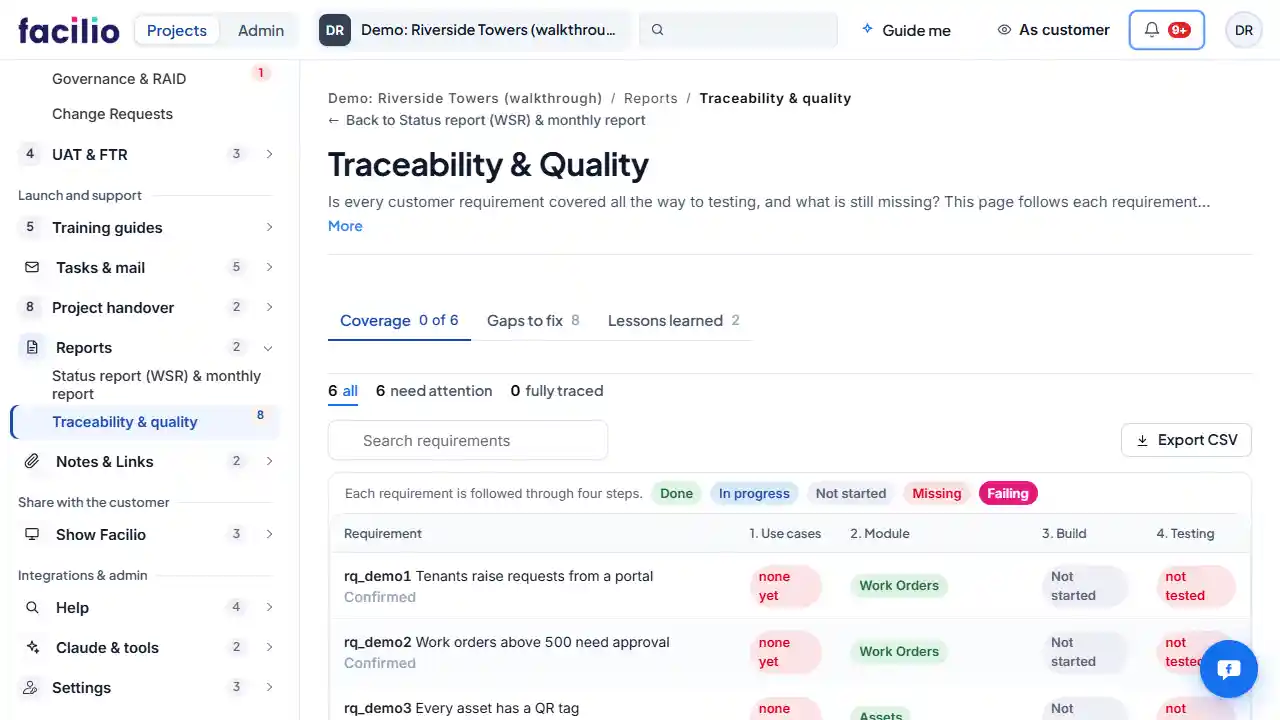 facilio
Projects
Admin
DR
Demo: Riverside Towers (walkthrou...
Guide me
As customer
9+
DR
Governance & RAID
1
Change Requests
4
UAT & FTR
3
Launch and support
5
Training guides
Tasks & mail
5
8
Project handover
2
Reports
2
Status report (WSR) & monthly
report
Traceability & quality
8
Notes & Links
2
Share with the customer
Show Facilio
3
Integrations & admin
Help
4
Claude & tools
2
Settings
3
Demo: Riverside Towers (walkthrough) / Reports / Traceability & quality
← Back to Status report (WSR) & monthly report
Traceability & Quality
Is every customer requirement covered all the way to testing, and what is still missing? This page follows each requirement...
More
Coverage 0 of 6
Gaps to fix 8
Lessons learned 2
6 all
6 need attention
0 fully traced
Search requirements
Export CSV
Each requirement is followed through four steps.
Done
In progress
Not started
Missing
Failing
Requirement
1. Use cases
2. Module
3. Build
4. Testing
rq_demo1 Tenants raise requests from a portal
Confirmed
none
yet
Work Orders
Not
started
not
tested
rq_demo2 Work orders above 500 need approval
Confirmed
none
yet
Work Orders
Not
started
not
tested
rq_demo3 Every asset has a QR tag
none
Assets
Not
not